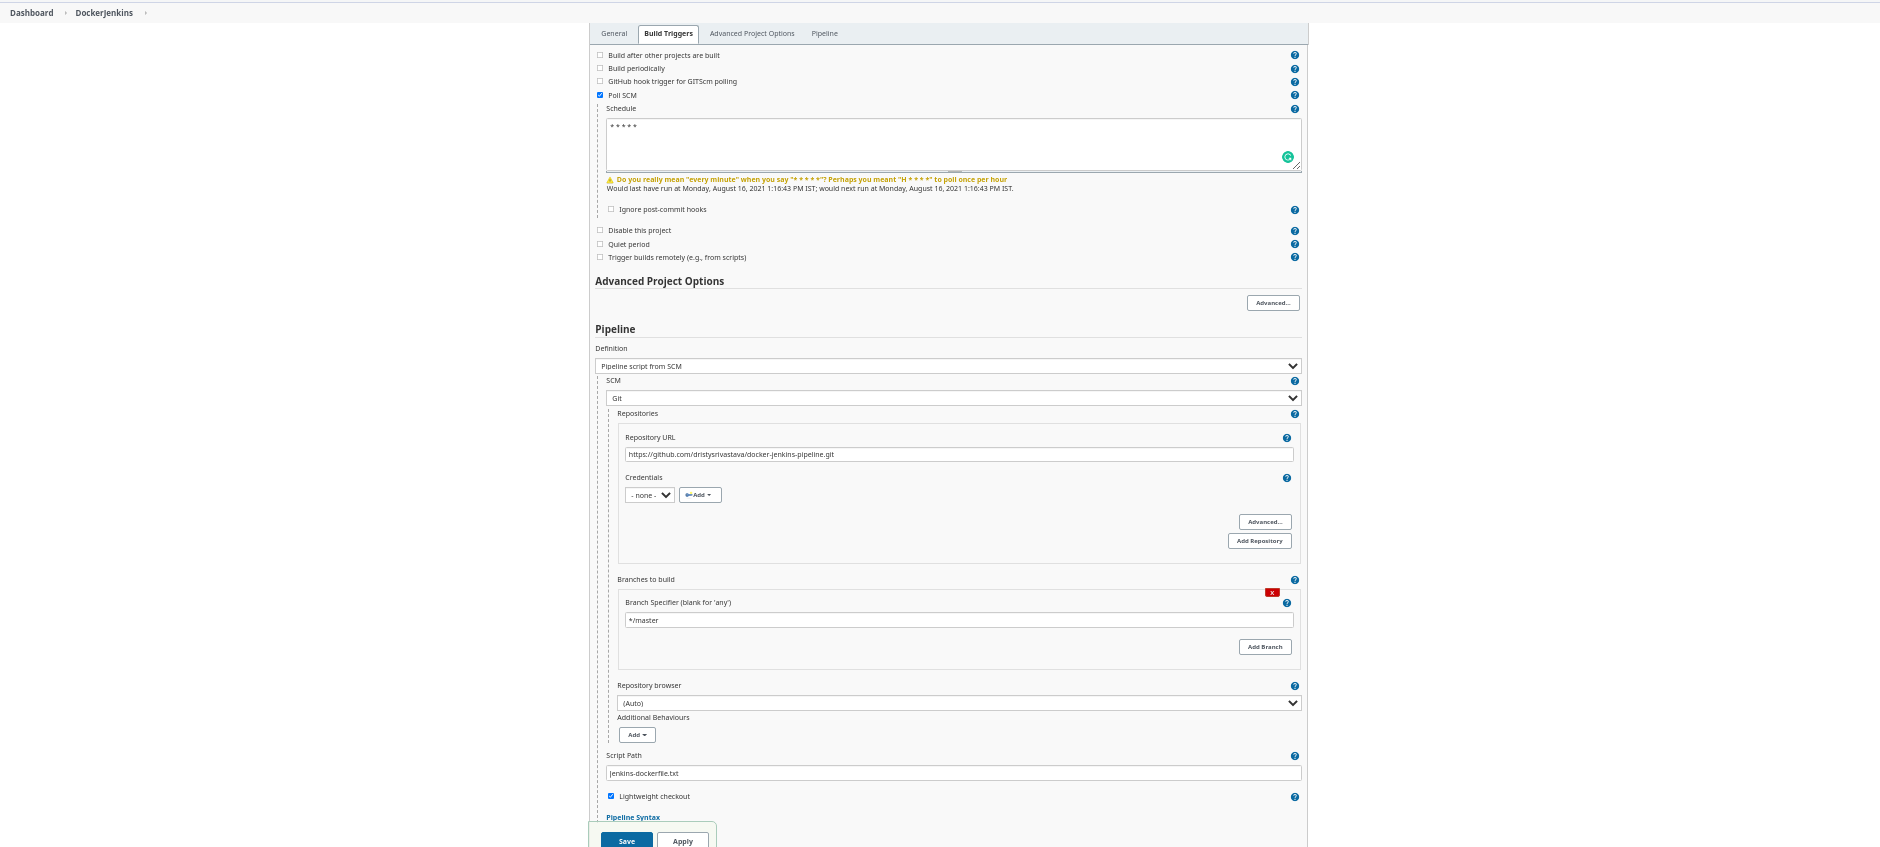 Dashboard › DockerJenkins ›
General Build Triggers Advanced Project Options Pipeline
Build after other projects are built
Build periodically
GitHub hook trigger for GITScm polling
Poll SCM
Schedule
* * * * *
Do you really mean "every minute" when you say "* * * * *"? Perhaps you meant "H * * * *" to poll once per hour
Would last have run at Monday, August 16, 2021 1:16:43 PM IST; would next run at Monday, August 16, 2021 1:16:43 PM IST.
Ignore post-commit hooks
Disable this project
Quiet period
Trigger builds remotely (e.g., from scripts)
Advanced Project Options
Advanced...
Pipeline
Definition
Pipeline script from SCM
SCM
Git
Repositories
Repository URL
https://github.com/dristysrivastava/docker-jenkins-pipeline.git
Credentials
- none - Add
Advanced...
Add Repository
Branches to build
X
Branch Specifier (blank for 'any')
*/master
Add Branch
Repository browser
(Auto)
Additional Behaviours
Add
Script Path
jenkins-dockerfile.txt
Lightweight checkout
Pipeline Syntax
Save Apply